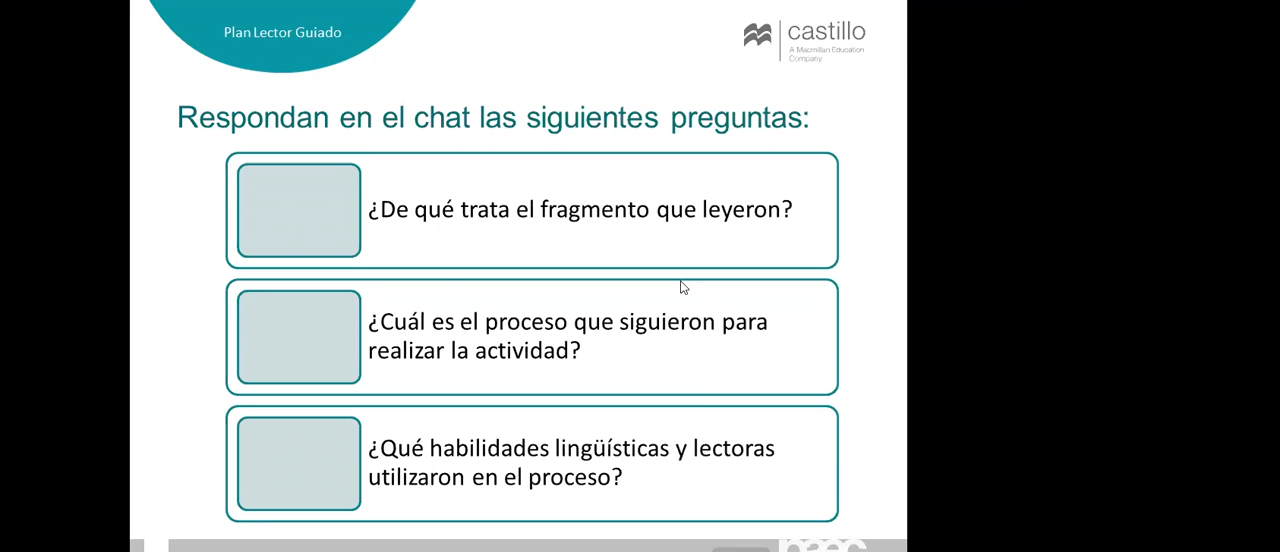 Plan Lector Guiado
castillo
A Macmillan Education
Company
Respondan en el chat las siguientes preguntas:
¿De qué trata el fragmento que leyeron?
¿Cuál es el proceso que siguieron para
realizar la actividad?
¿Qué habilidades lingüísticas y lectoras
utilizaron en el proceso?